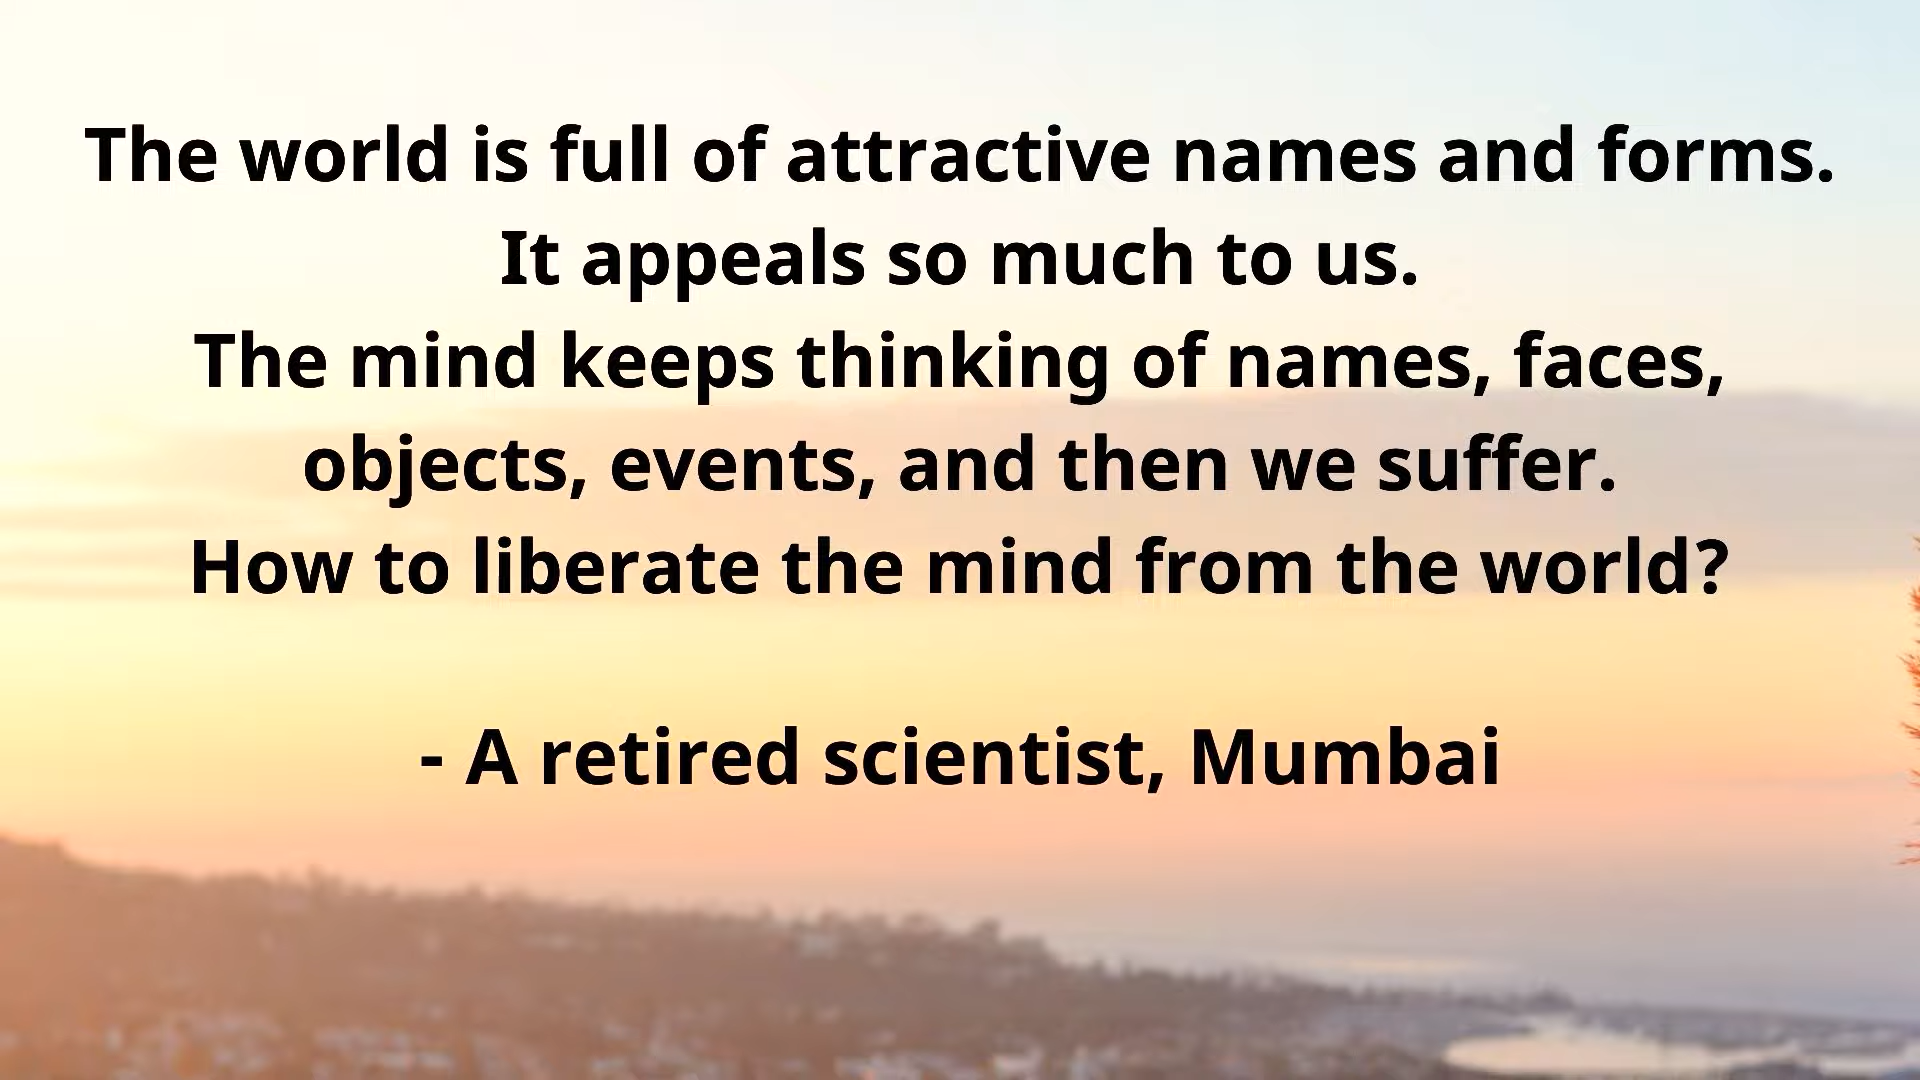 The world is full of attractive names and forms.
It appeals so much to us.
The mind keeps thinking of names, faces,
objects, events, and then we suffer.
How to liberate the mind from the world?
- A retired scientist, Mumbai